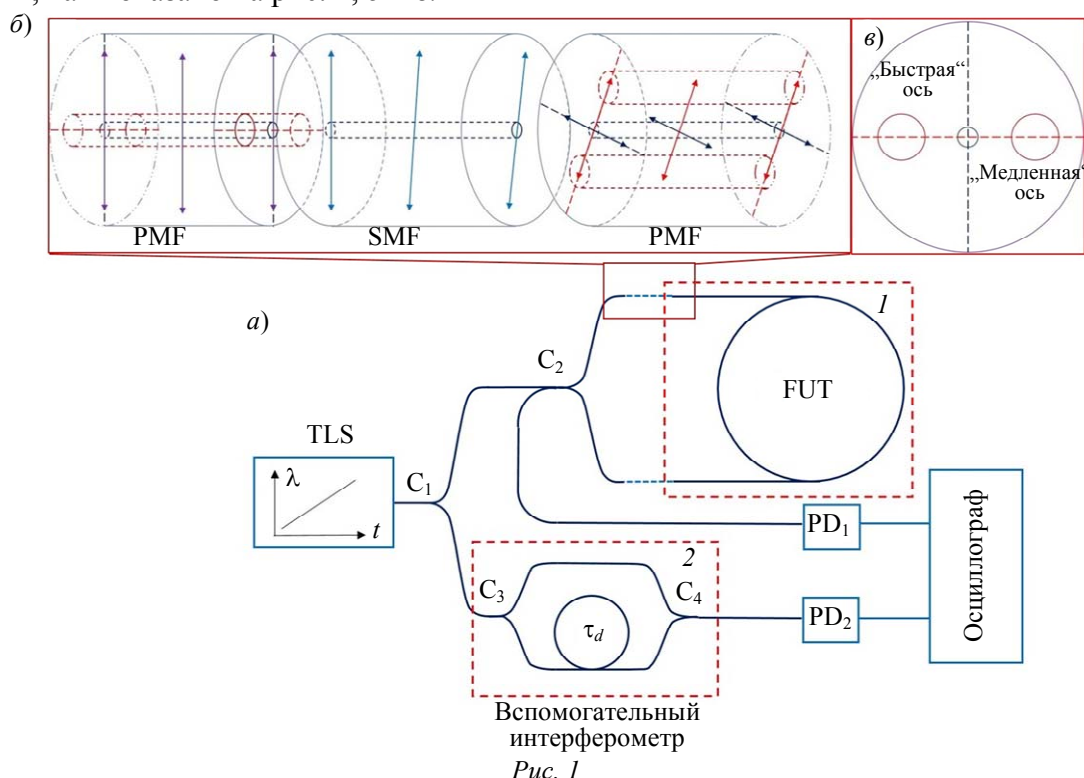 б)
в)
„Быстрая“
ось
„Медленная“
ось
PMF
SMF
PMF
а)
1
C₂
FUT
TLS
λ
t
C₁
PD₁
2
C₃
C₄
τd
PD₂
Осциллограф
Вспомогательный
интерферометр
Рис. 1